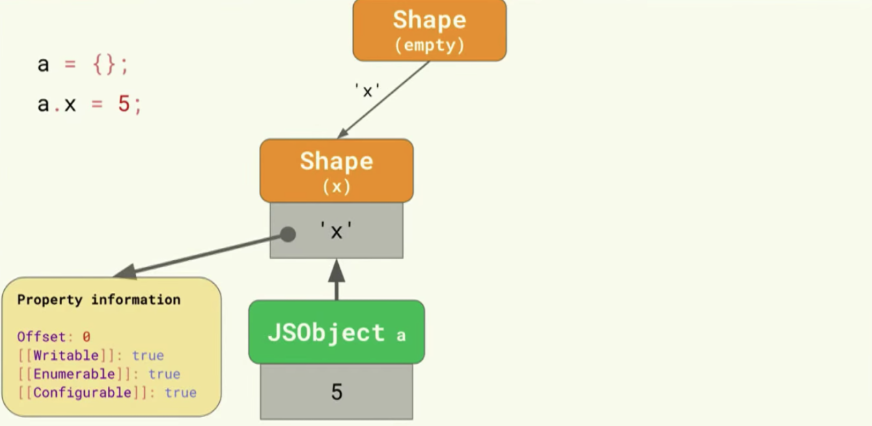 Shape
(empty)
a = {};
a.x = 5;
'x'
Shape
(x)
'x'
Property information
Offset: 0
[[Writable]]: true
[[Enumerable]]: true
[[Configurable]]: true
JSObject a
5